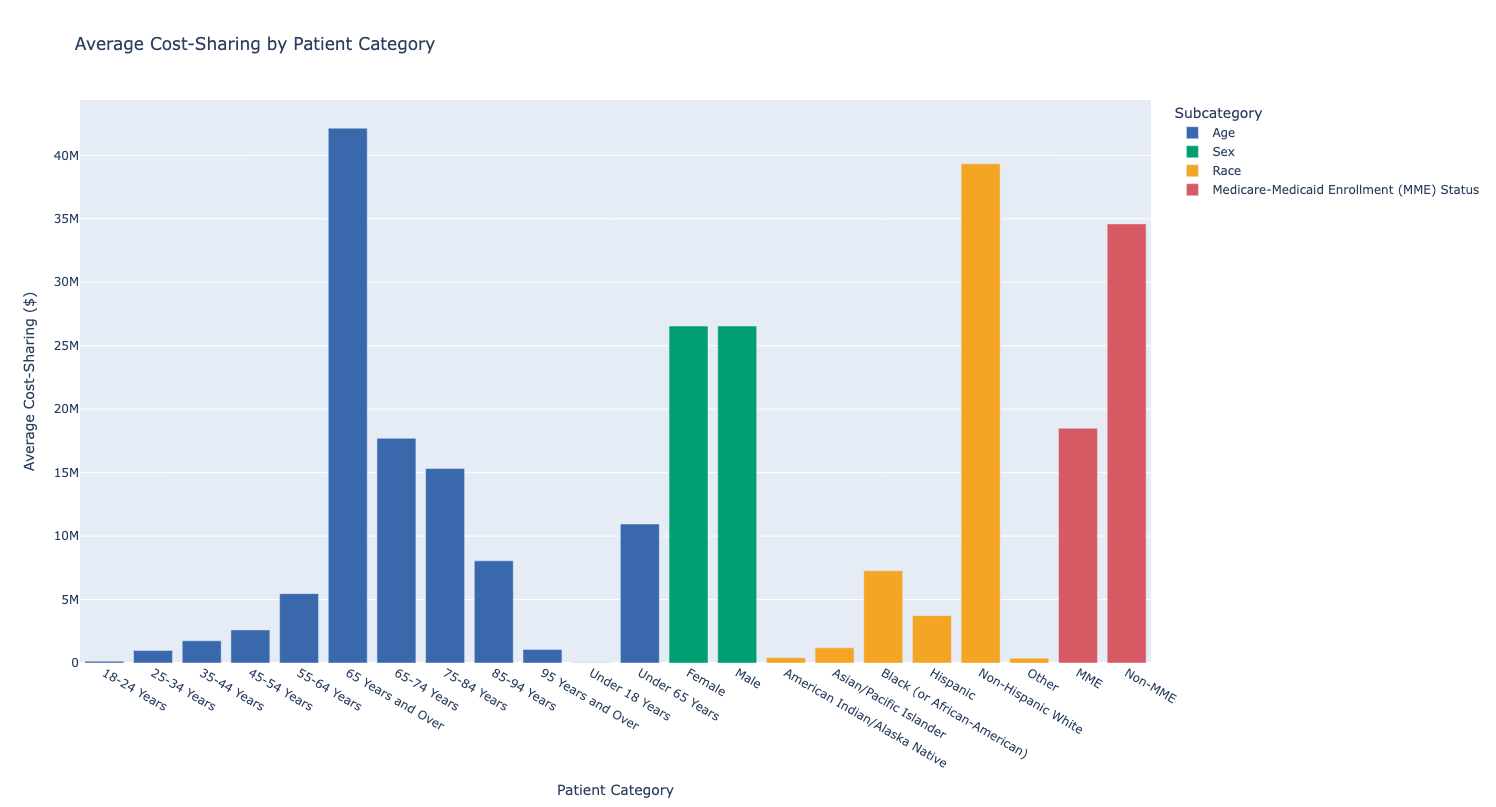 Average Cost-Sharing by Patient Category
Subcategory
Age
Sex
Race
Medicare-Medicaid Enrollment (MME) Status
Average Cost-Sharing ($)
40M
35M
30M
25M
20M
15M
10M
5M
0
18-24 Years
25-34 Years
35-44 Years
45-54 Years
55-64 Years
65 Years and Over
65-74 Years
75-84 Years
85-94 Years
95 Years and Over
Under 18 Years
Under 65 Years
Female
Male
American Indian/Alaska Native
Asian/Pacific Islander
Black (or African-American)
Hispanic
Non-Hispanic White
Other
MME
Non-MME
Patient Category